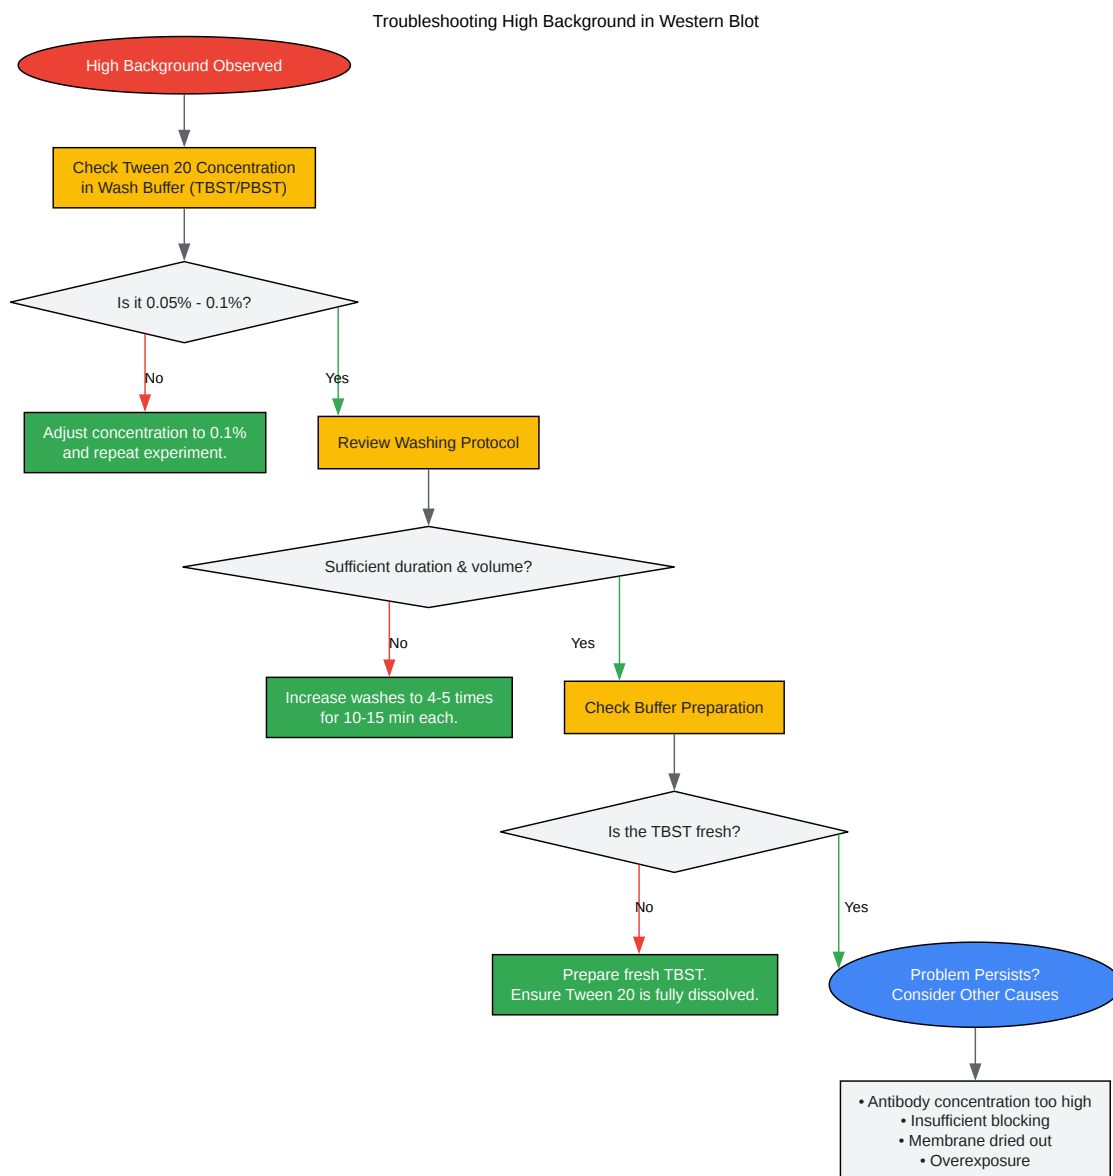 Troubleshooting High Background in Western Blot
High Background Observed
Check Tween 20 Concentration
in Wash Buffer (TBST/PBST)
Is it 0.05% - 0.1%?
No
Yes
Adjust concentration to 0.1%
and repeat experiment.
Review Washing Protocol
Sufficient duration & volume?
No
Yes
Increase washes to 4-5 times
for 10-15 min each.
Check Buffer Preparation
Is the TBST fresh?
No
Yes
Prepare fresh TBST.
Ensure Tween 20 is fully dissolved.
Problem Persists?
Consider Other Causes
• Antibody concentration too high
• Insufficient blocking
• Membrane dried out
• Overexposure